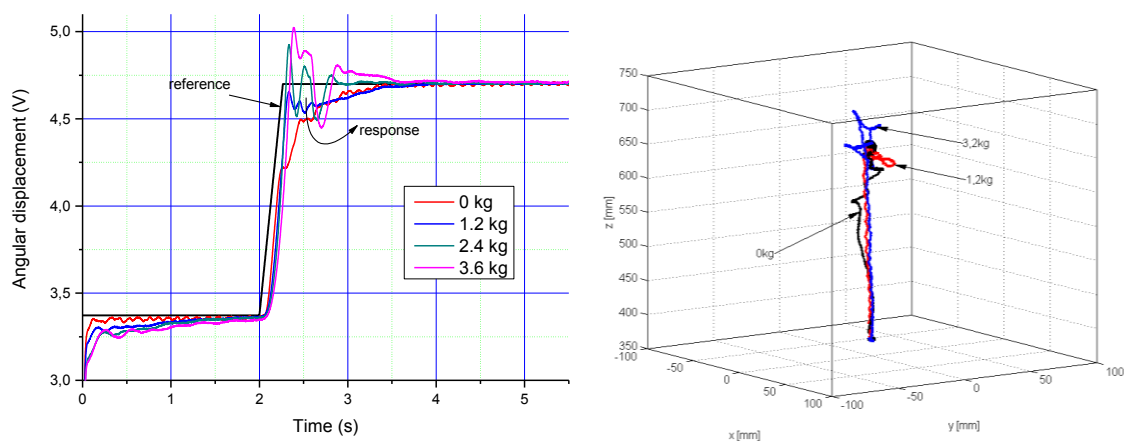 5,0
4,5
4,0
3,5
3,0
Angular displacement (V)
reference
response
0 kg
1.2 kg
2.4 kg
3.6 kg
0 1 2 3 4 5
Time (s)
750
700
650
600
550
500
450
400
350
z [mm]
3,2kg
1,2kg
0kg
-100
-50
0
50
100
x [mm]
-100
-50
0
50
100
y [mm]